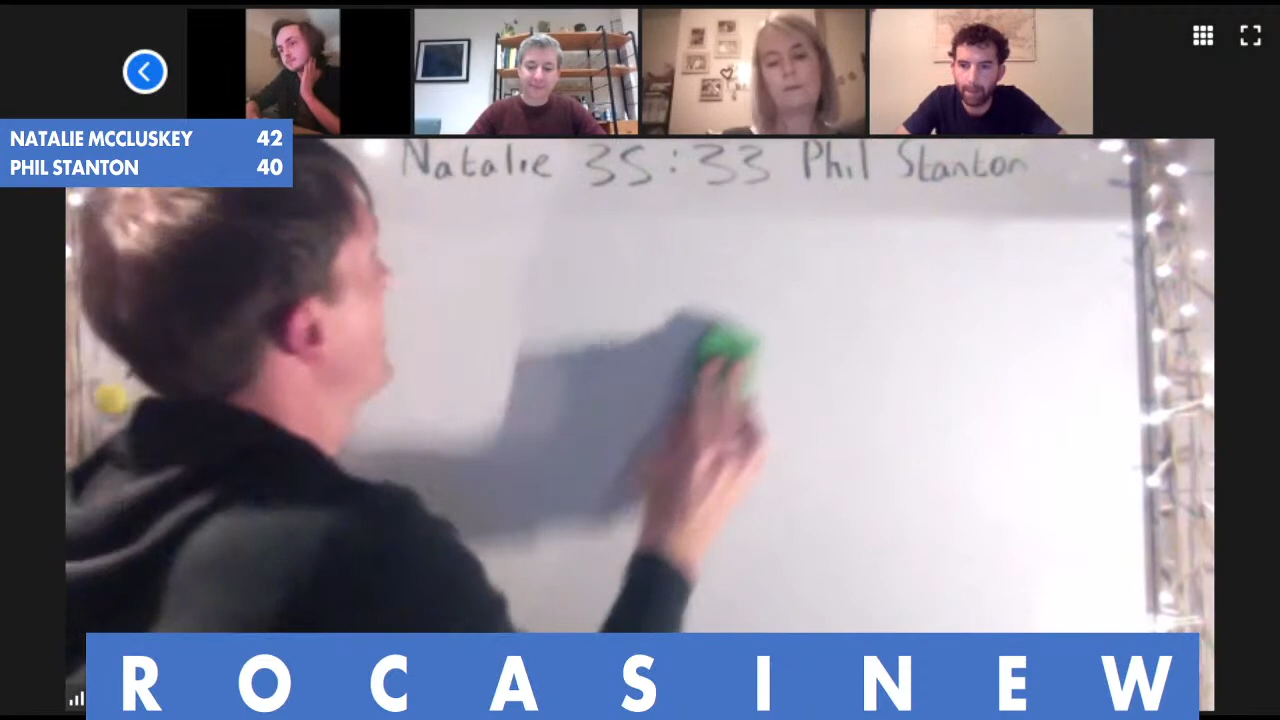 NATALIE MCCLUSKEY 42
PHIL STANTON 40
Natalie 35:33 Phil Stanton
R O C A S I N E W